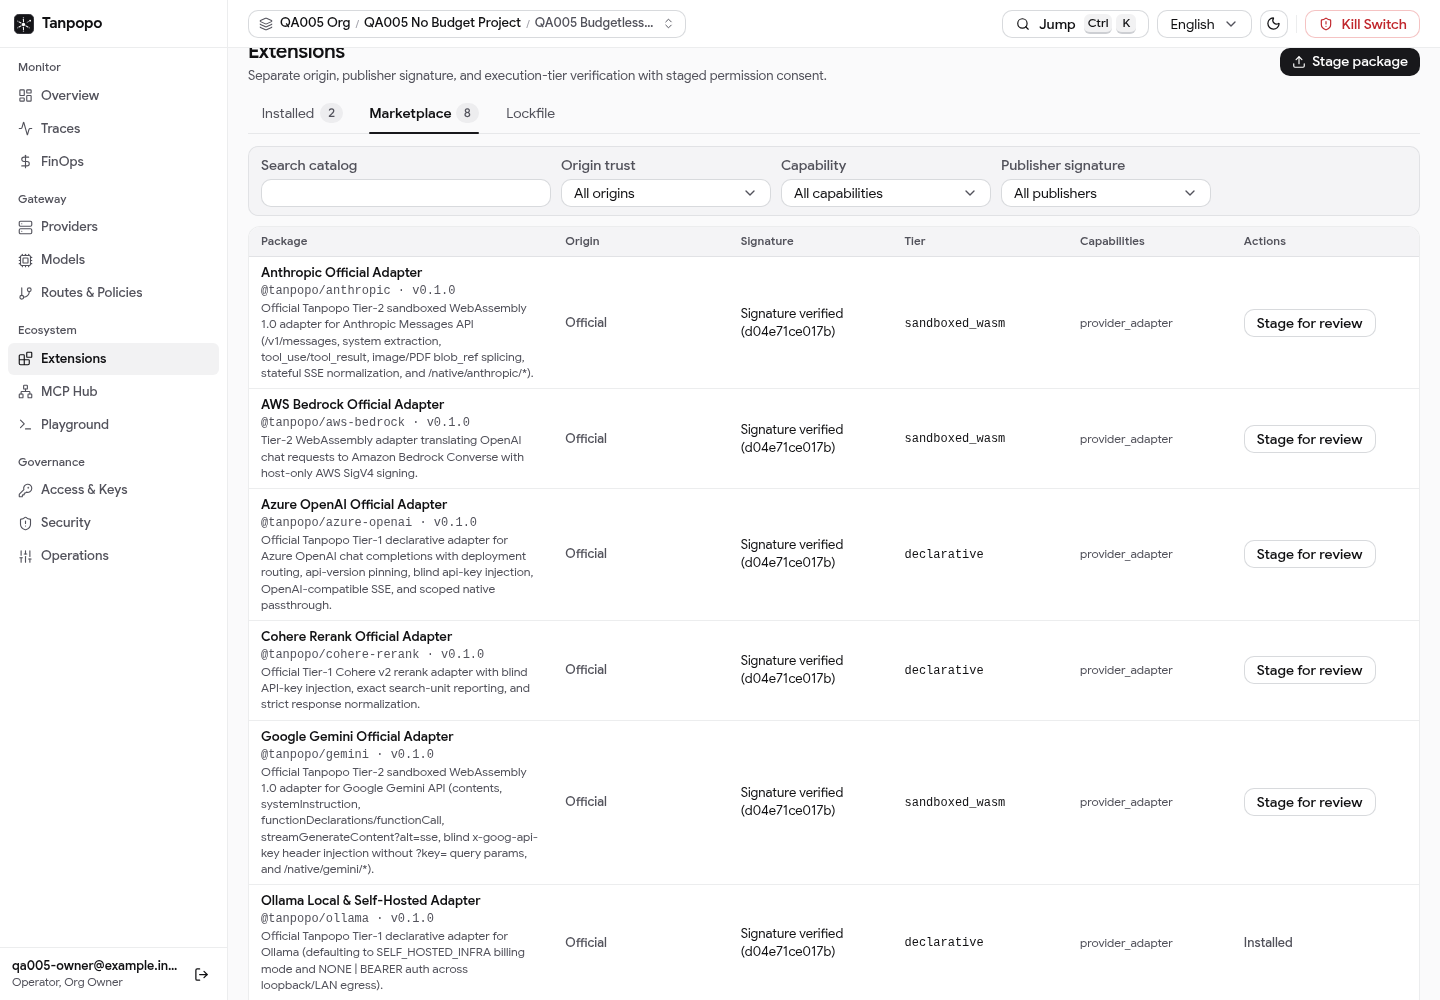 Tanpopo
QA005 Org / QA005 No Budget Project / QA005 Budgetless...
Jump Ctrl K
English
Kill Switch
Monitor
Overview
Traces
FinOps
Gateway
Providers
Models
Routes & Policies
Ecosystem
Extensions
MCP Hub
Playground
Governance
Access & Keys
Security
Operations
qa005-owner@example.in...
Operator, Org Owner
Extensions
Separate origin, publisher signature, and execution-tier verification with staged permission consent.
Stage package
Installed 2 Marketplace 8 Lockfile
Search catalog Origin trust Capability Publisher signature
All origins All capabilities All publishers
Package Origin Signature Tier Capabilities Actions
Anthropic Official Adapter
@tanpopo/anthropic · v0.1.0
Official Tanpopo Tier-2 sandboxed WebAssembly
1.0 adapter for Anthropic Messages API
(/v1/messages, system extraction,
tool_use/tool_result, image/PDF blob_ref splicing,
stateful SSE normalization, and /native/anthropic/*).
Official
Signature verified
(d04e71ce017b)
sandboxed_wasm
provider_adapter
Stage for review
AWS Bedrock Official Adapter
@tanpopo/aws-bedrock · v0.1.0
Tier-2 WebAssembly adapter translating OpenAI
chat requests to Amazon Bedrock Converse with
host-only AWS SigV4 signing.
Official
Signature verified
(d04e71ce017b)
sandboxed_wasm
provider_adapter
Stage for review
Azure OpenAI Official Adapter
@tanpopo/azure-openai · v0.1.0
Official Tanpopo Tier-1 declarative adapter for
Azure OpenAI chat completions with deployment
routing, api-version pinning, blind api-key injection,
OpenAI-compatible SSE, and scoped native
passthrough.
Official
Signature verified
(d04e71ce017b)
declarative
provider_adapter
Stage for review
Cohere Rerank Official Adapter
@tanpopo/cohere-rerank · v0.1.0
Official Tier-1 Cohere v2 rerank adapter with blind
API-key injection, exact search-unit reporting, and
strict response normalization.
Official
Signature verified
(d04e71ce017b)
declarative
provider_adapter
Stage for review
Google Gemini Official Adapter
@tanpopo/gemini · v0.1.0
Official Tanpopo Tier-2 sandboxed WebAssembly
1.0 adapter for Google Gemini API (contents,
systemInstruction,
functionDeclarations/functionCall,
streamGenerateContent?alt=sse, blind x-goog-api-
key header injection without ?key= query params,
and /native/gemini/*).
Official
Signature verified
(d04e71ce017b)
sandboxed_wasm
provider_adapter
Stage for review
Ollama Local & Self-Hosted Adapter
@tanpopo/ollama · v0.1.0
Official Tanpopo Tier-1 declarative adapter for
Ollama (defaulting to SELF_HOSTED_INFRA billing
mode and NONE | BEARER auth across
loopback/LAN egress).
Official
Signature verified
(d04e71ce017b)
declarative
provider_adapter
Installed